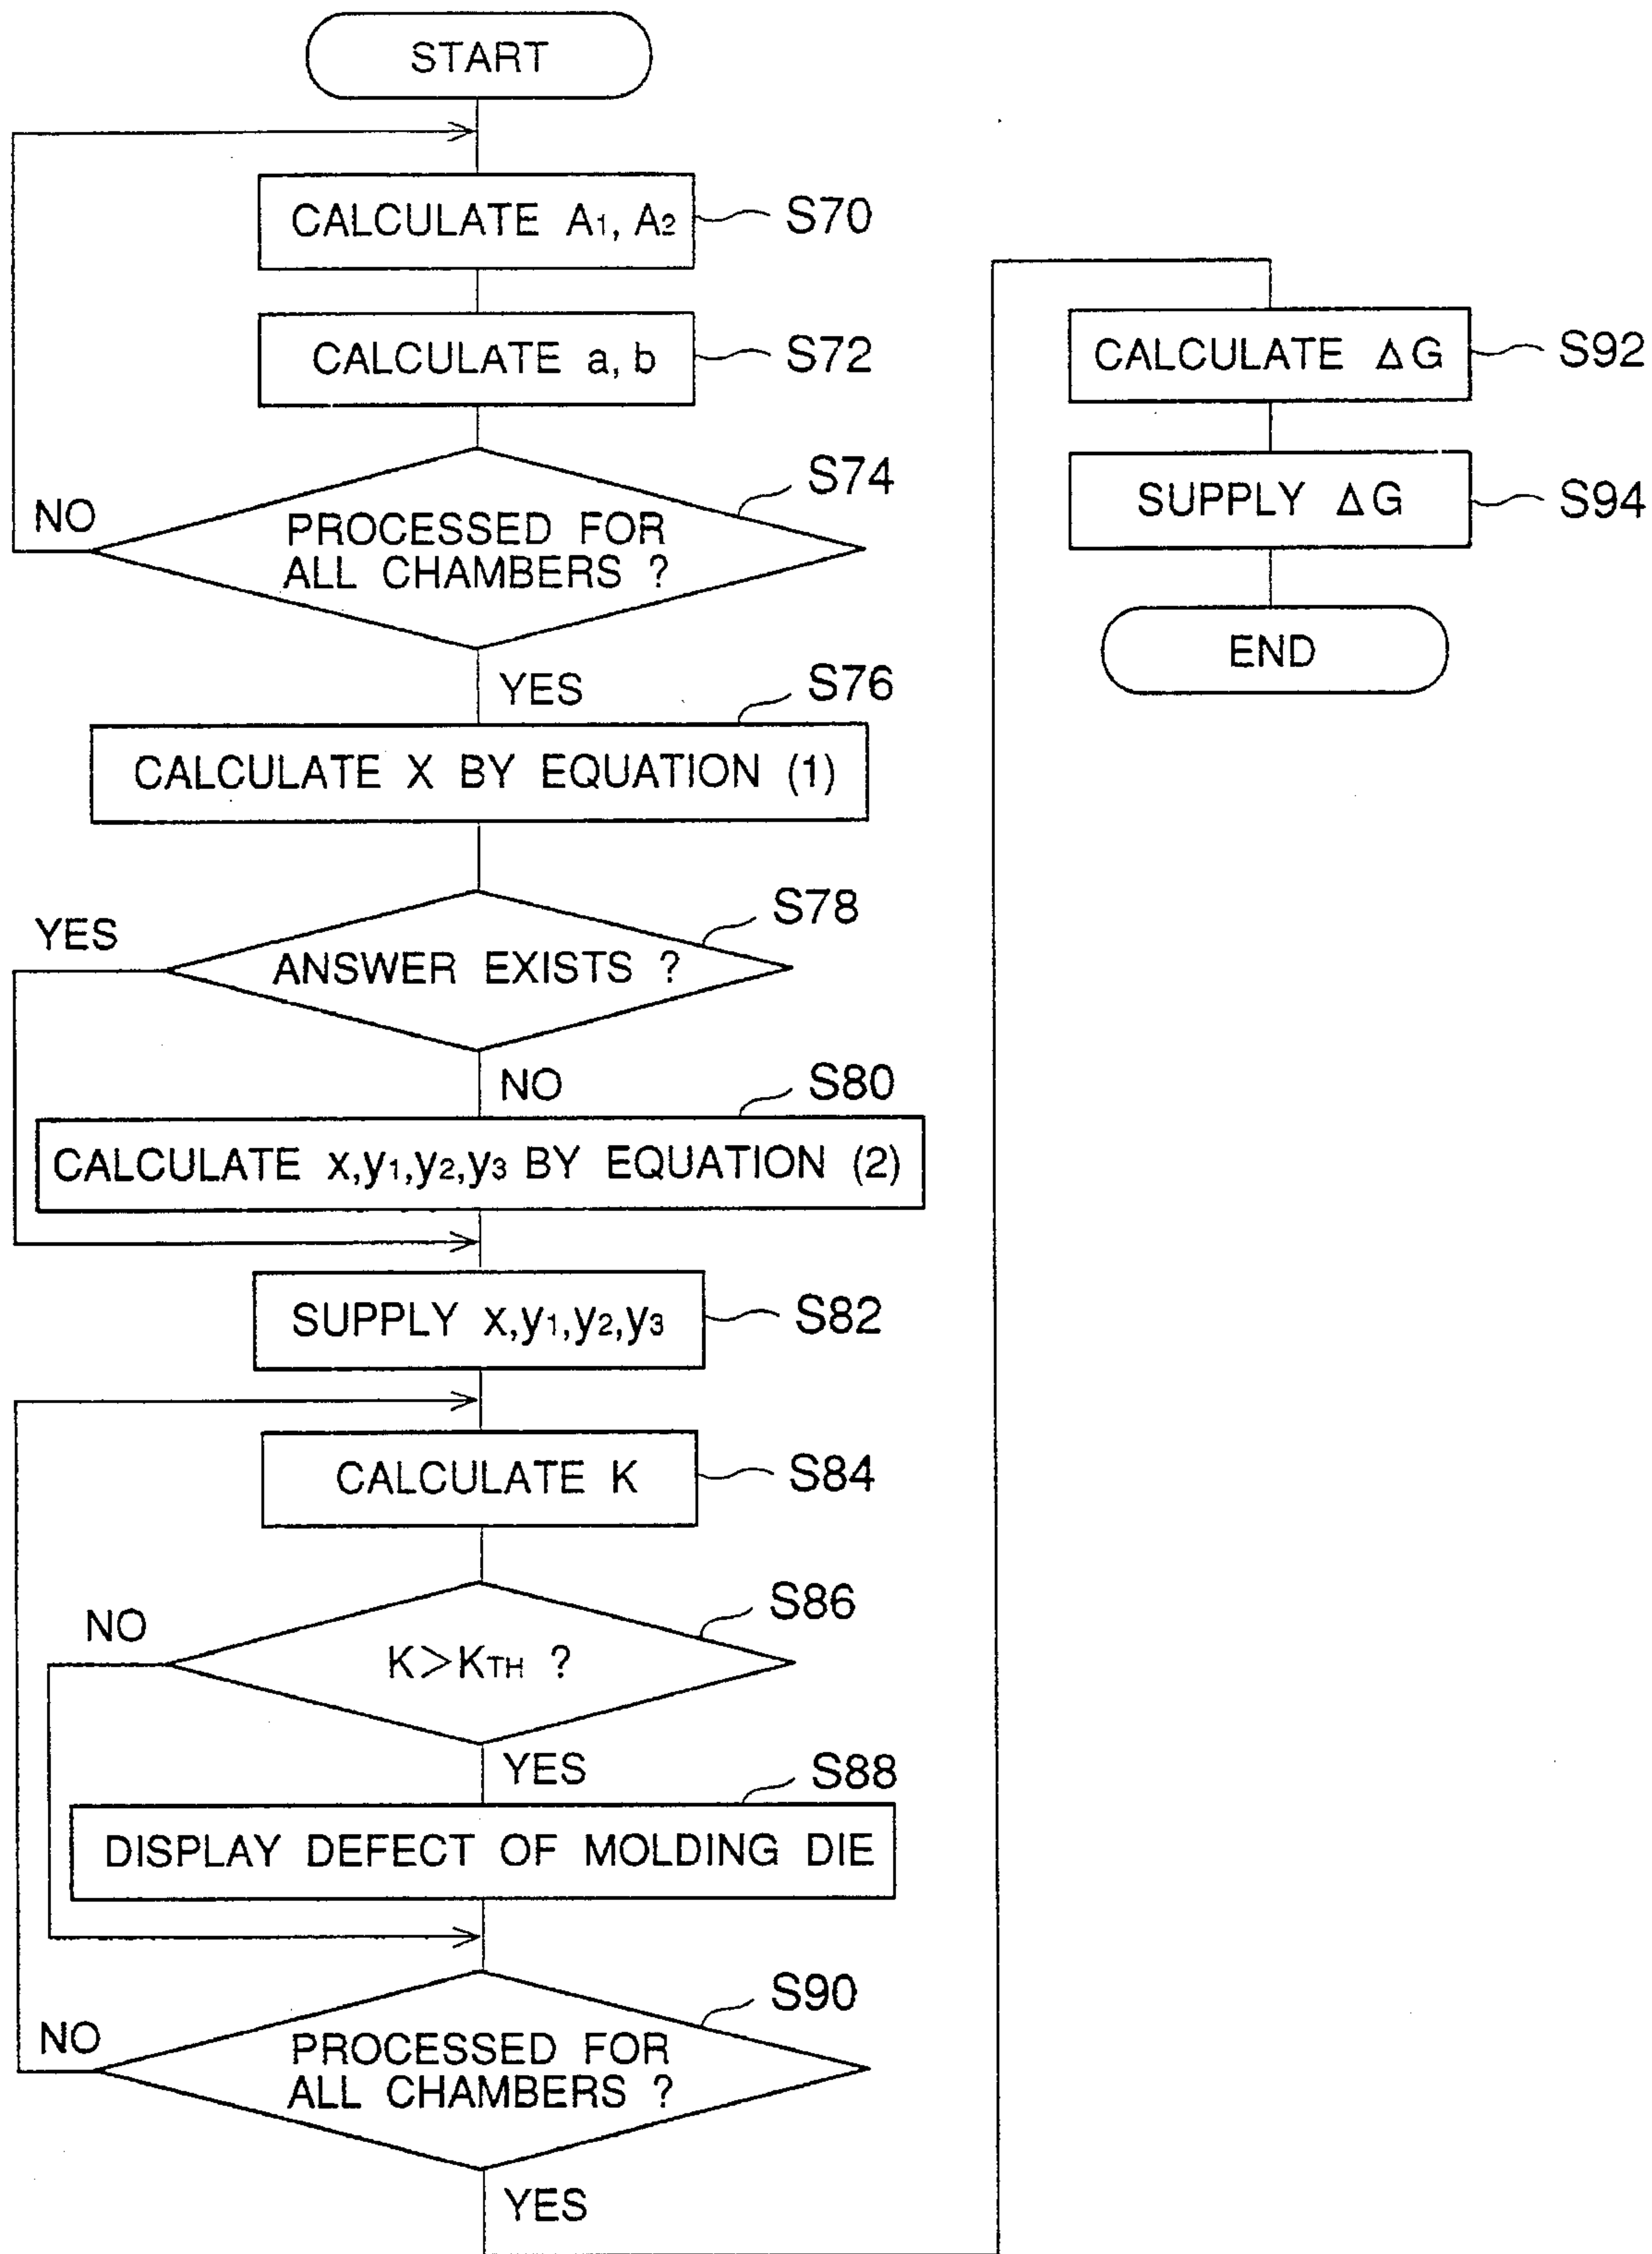 START
CALCULATE A1, A2
S70
CALCULATE a, b
S72
S74
NO
PROCESSED FOR
ALL CHAMBERS ?
YES
S76
CALCULATE X BY EQUATION (1)
S78
YES
ANSWER EXISTS ?
NO
S80
CALCULATE x,y1,y2,y3 BY EQUATION (2)
SUPPLY x,y1,y2,y3
S82
CALCULATE K
S84
S86
NO
K>KTH ?
YES
S88
DISPLAY DEFECT OF MOLDING DIE
S90
NO
PROCESSED FOR
ALL CHAMBERS ?
YES
CALCULATE ΔG
S92
SUPPLY ΔG
S94
END